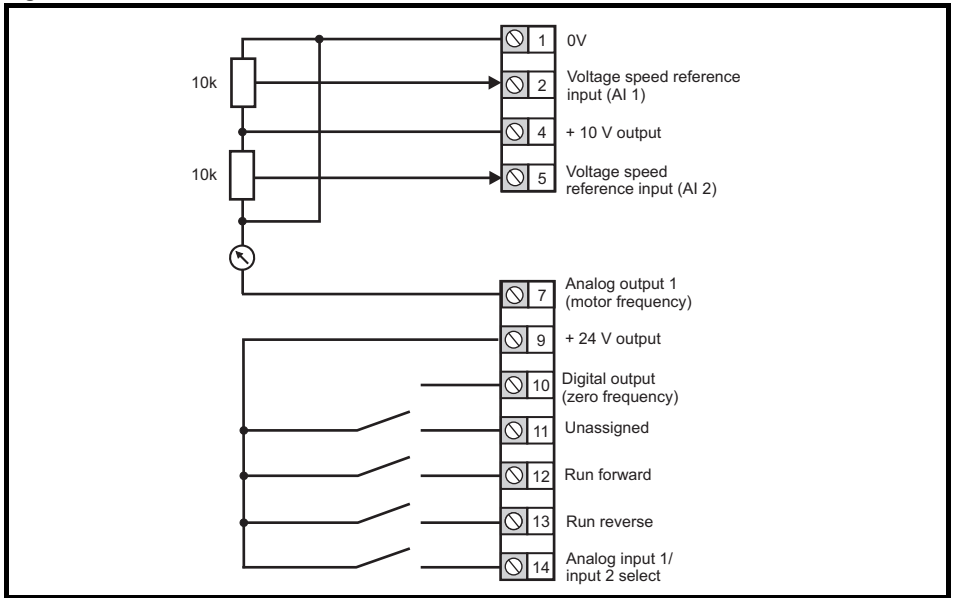 1 0V
10k
2 Voltage speed reference
input (AI 1)
4 + 10 V output
10k
5 Voltage speed
reference input (AI 2)
7 Analog output 1
(motor frequency)
9 + 24 V output
10 Digital output
(zero frequency)
11 Unassigned
12 Run forward
13 Run reverse
14 Analog input 1/
input 2 select